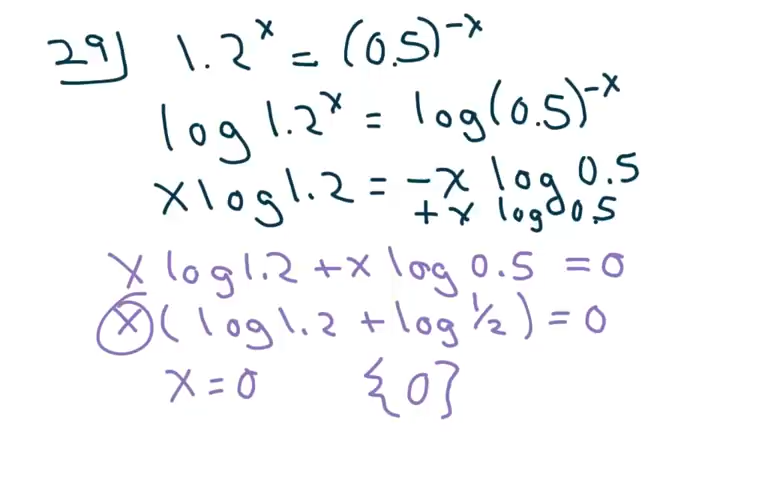 29) 1.2^x = (0.5)^-x
log 1.2^x = log(0.5)^-x
x log 1.2 = -x log 0.5
+x log 0.5
x log 1.2 + x log 0.5 = 0
x(log 1.2 + log 1/2) = 0
x = 0 {0}